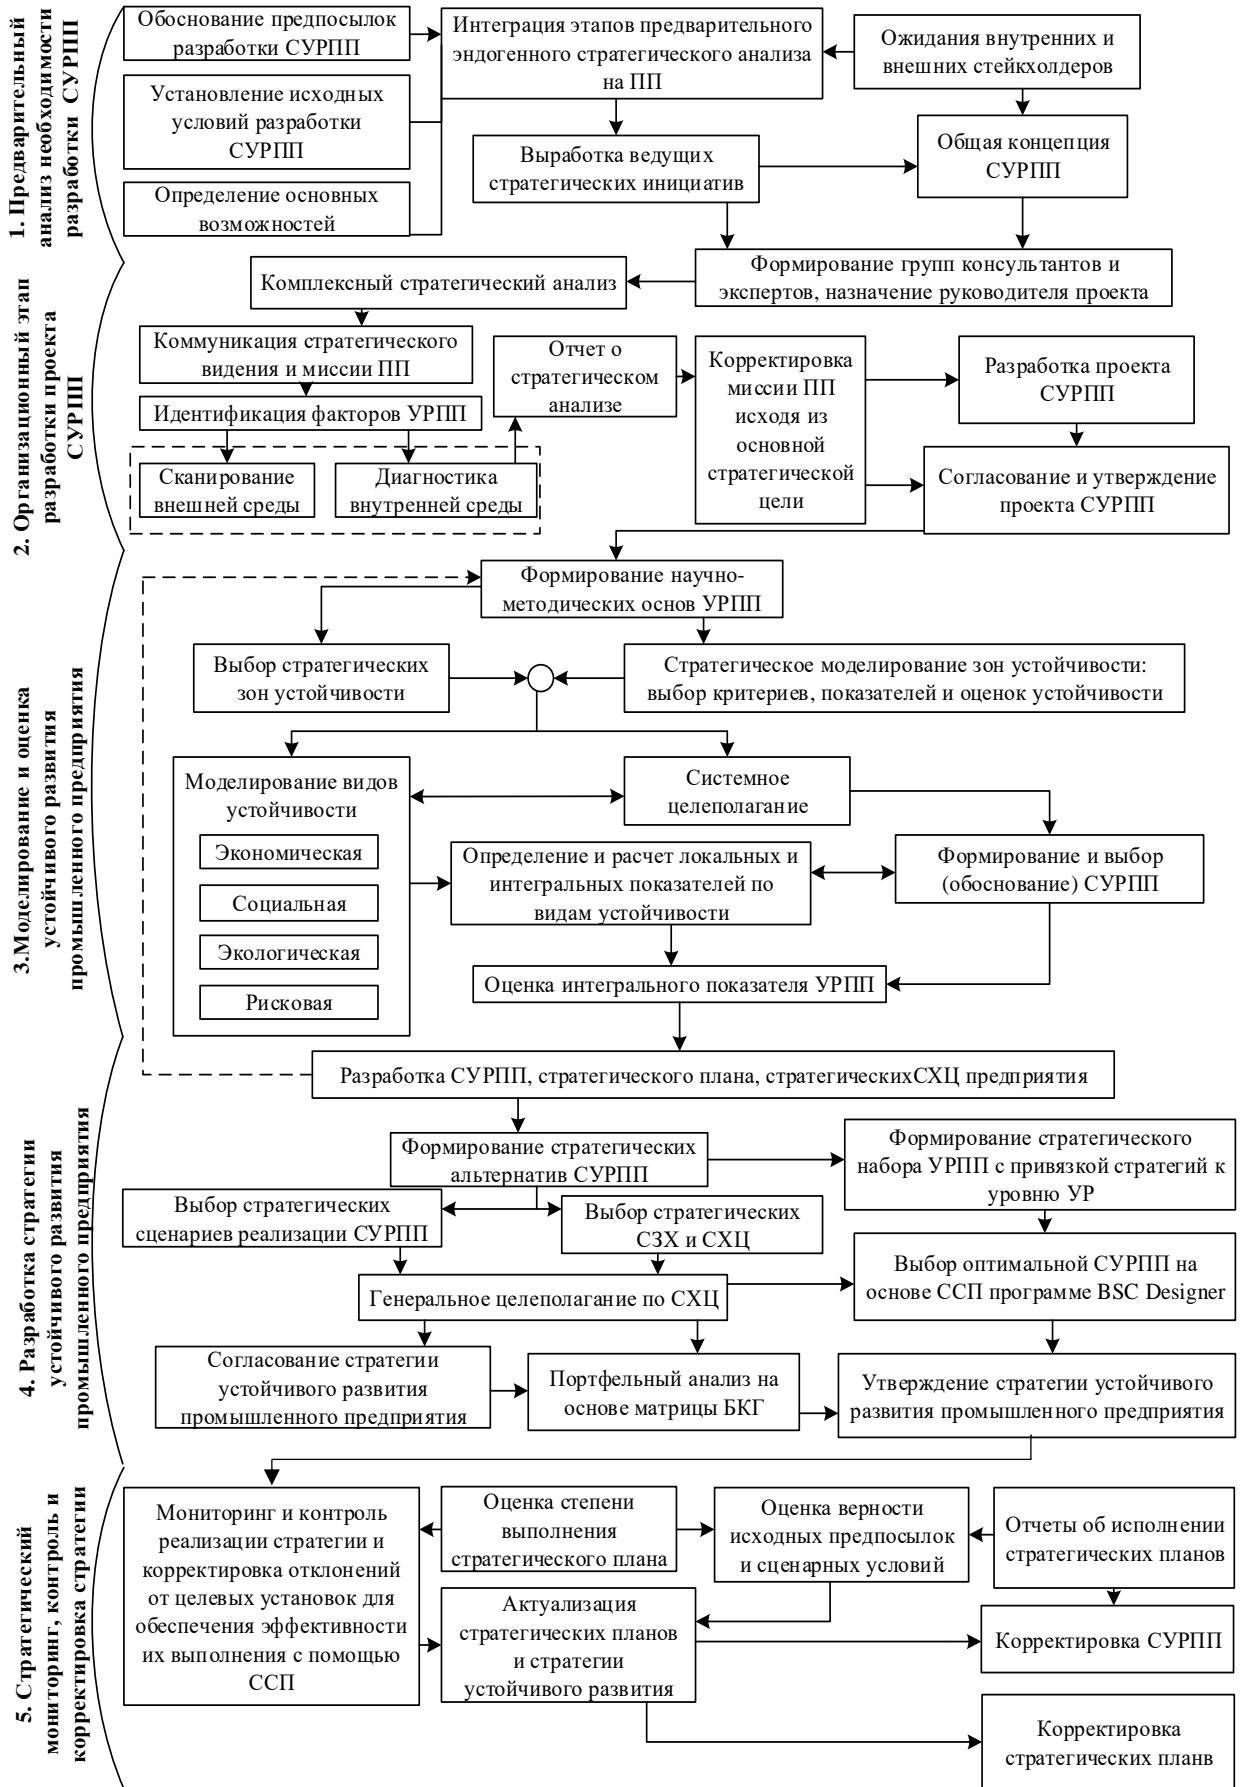 1. Предварительный
анализ необходимости
разработки СУРПП
Обоснование предпосылок
разработки СУРПП
Установление исходных
условий разработки
СУРПП
Определение основных
возможностей
Интеграция этапов предварительного
эндогенного стратегического анализа
на ПП
Ожидания внутренних и
внешних стейкхолдеров
Выработка ведущих
стратегических инициатив
Общая концепция
СУРПП
Формирование групп консультантов и
экспертов, назначение руководителя проекта
2. Организационный этап
разработки проекта
СУРПП
Комплексный стратегический анализ
Коммуникация стратегического
видения и миссии ПП
Идентификация факторов УРПП
Сканирование
внешней среды
Диагностика
внутренней среды
Отчет о
стратегическом
анализе
Корректировка
миссии ПП
исходя из
основной
стратегической
цели
Разработка проекта
СУРПП
Согласование и утверждение
проекта СУРПП
3.Моделирование и оценка
устойчивого развития
промышленного предприятия
Формирование научно-
методических основ УРПП
Выбор стратегических
зон устойчивости
Стратегическое моделирование зон устойчивости:
выбор критериев, показателей и оценок устойчивости
Моделирование видов
устойчивости
Экономическая
Социальная
Экологическая
Рисковая
Системное
целеполагание
Определение и расчет локальных и
интегральных показателей по
видам устойчивости
Формирование и выбор
(обоснование) СУРПП
Оценка интегрального показателя УРПП
4. Разработка стратегии
устойчивого развития
промышленного предприятия
Разработка СУРПП, стратегического плана, стратегическихСХЦ предприятия
Формирование стратегических
альтернатив СУРПП
Формирование стратегического
набора УРПП с привязкой стратегий к
уровню УР
Выбор стратегических
сценариев реализации СУРПП
Выбор стратегических
СЗХ и СХЦ
Выбор оптимальной СУРПП на
основе ССП программе BSC Designer
Генеральное целеполагание по СХЦ
Согласование стратегии
устойчивого развития
промышленного предприятия
Портфельный анализ на
основе матрицы БКГ
Утверждение стратегии устойчивого
развития промышленного предприятия
5. Стратегический
мониторинг, контроль и
корректировка стратегии
Мониторинг и контроль
реализации стратегии и
корректировка отклонений
от целевых установок для
обеспечения эффективности
их выполнения с помощью
ССП
Оценка степени
выполнения
стратегического плана
Оценка верности
исходных предпосылок
и сценарных условий
Отчеты об исполнении
стратегических планов
Актуализация
стратегических планов
и стратегии
устойчивого развития
Корректировка СУРПП
Корректировка
стратегических планв